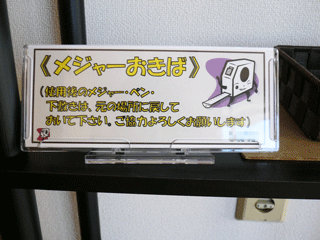 《メジャーおきば》
(使用後のメジャー・ペン・
下敷きは、元の場所に戻して
おいて下さい。ご協力よろしくお願いします)